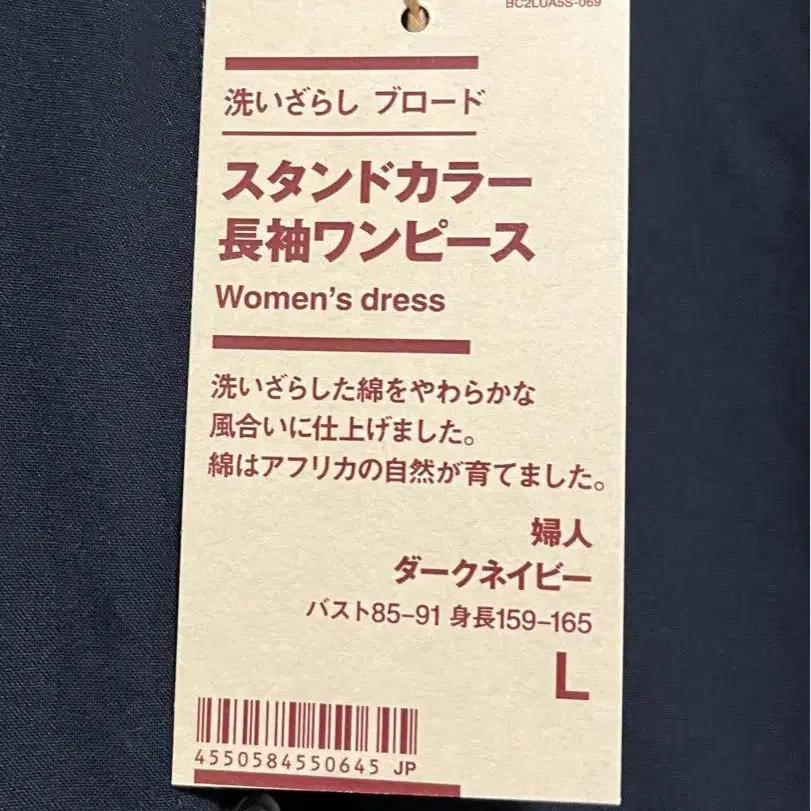 BC2LUA5S-069
洗いざらし ブロード
スタンドカラー
長袖ワンピース
Women's dress
洗いざらした綿をやわらかな
風合いに仕上げました。
綿はアフリカの自然が育てました。
婦人
ダークネイビー
バスト85-91 身長159-165
L
4550584550645 JP